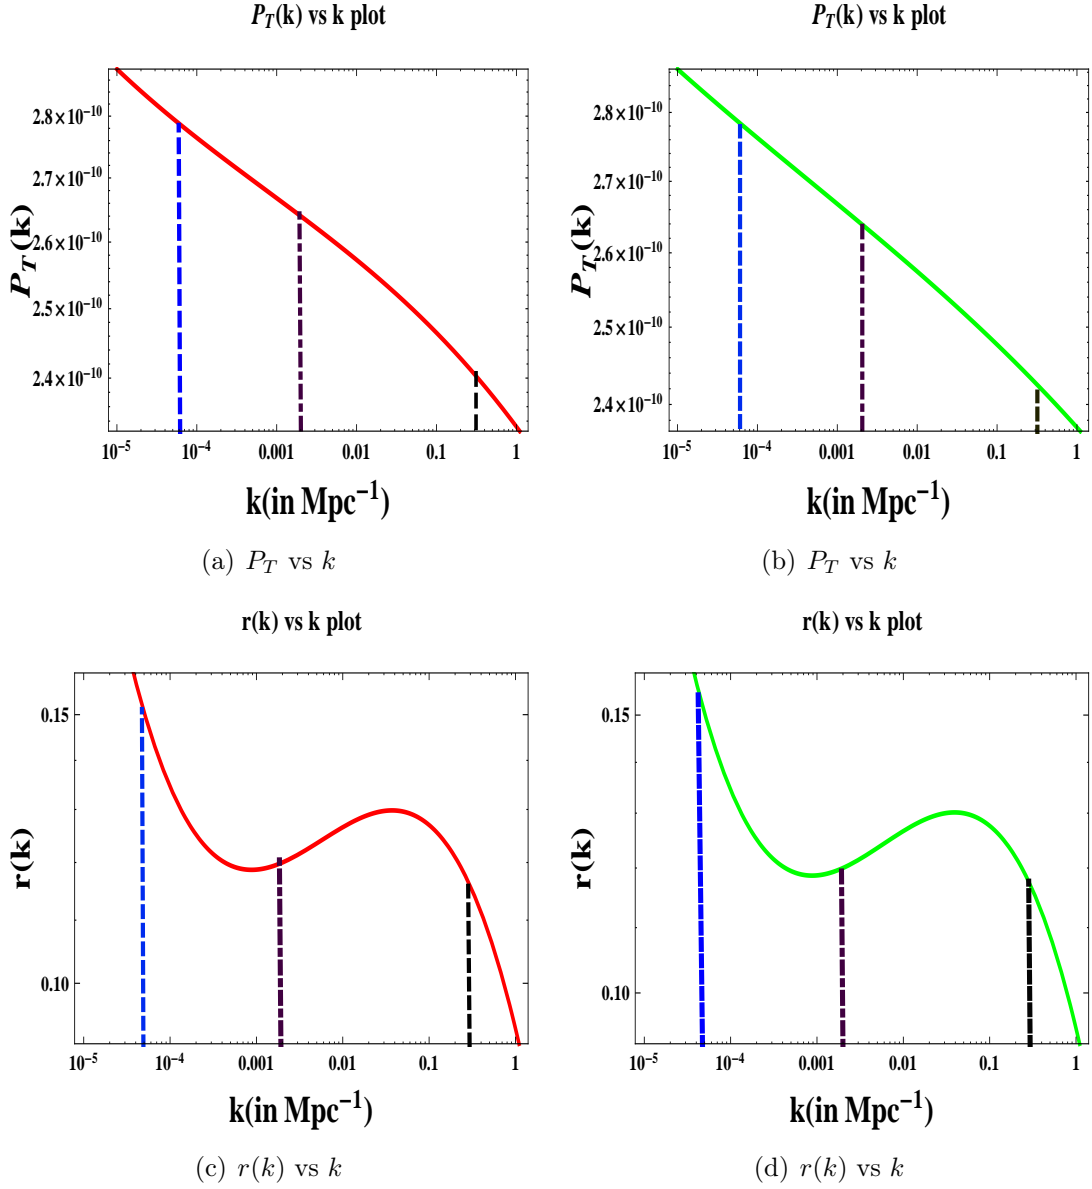 P_T(k) vs k plot
P_T(k) vs k plot
2.8×10⁻¹⁰
2.7×10⁻¹⁰
2.6×10⁻¹⁰
2.5×10⁻¹⁰
2.4×10⁻¹⁰
P_T(k)
10⁻⁵ 10⁻⁴ 0.001 0.01 0.1 1
k(in Mpc⁻¹)
(a) P_T vs k
2.8×10⁻¹⁰
2.7×10⁻¹⁰
2.6×10⁻¹⁰
2.5×10⁻¹⁰
2.4×10⁻¹⁰
P_T(k)
10⁻⁵ 10⁻⁴ 0.001 0.01 0.1 1
k(in Mpc⁻¹)
(b) P_T vs k
r(k) vs k plot
r(k) vs k plot
0.15
0.10
r(k)
10⁻⁵ 10⁻⁴ 0.001 0.01 0.1 1
k(in Mpc⁻¹)
(c) r(k) vs k
0.15
0.10
r(k)
10⁻⁵ 10⁻⁴ 0.001 0.01 0.1 1
k(in Mpc⁻¹)
(d) r(k) vs k